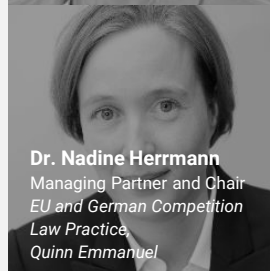 Dr. Nadine Herrmann
Managing Partner and Chair
EU and German Competition
Law Practice,
Quinn Emmanuel